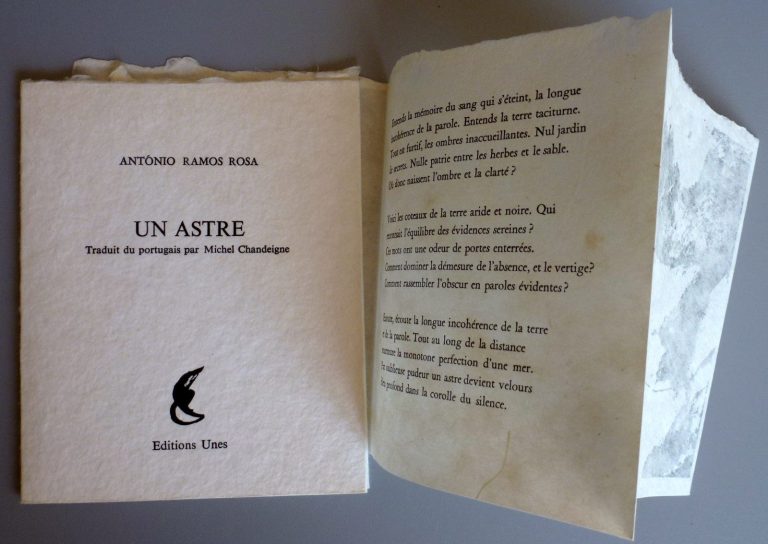 ANTÓNIO RAMOS ROSA
UN ASTRE
Traduit du portugais par Michel Chandeigne
Editions Unes
Entends la mémoire du sang qui s'éteint, la longue
incohérence de la parole. Entends la terre taciturne.
Tout est furtif, les ombres inaccueillantes. Nul jardin
de secrets. Nulle patrie entre les herbes et le sable.
Où donc naissent l'ombre et la clarté ?
Voici les coteaux de la terre aride et noire. Qui
l'équilibre des évidences sereines ?
Ces mots ont une odeur de portes enterrées.
Comment dominer la démesure de l'absence, et le vertige?
Comment rassembler l'obscur en paroles évidentes ?
Ecoute, écoute la longue incohérence de la terre
et de la parole. Tout au long de la distance
murmure la monotone perfection d'une mer.
pudeur un astre devient velours
profond dans la corolle du silence.